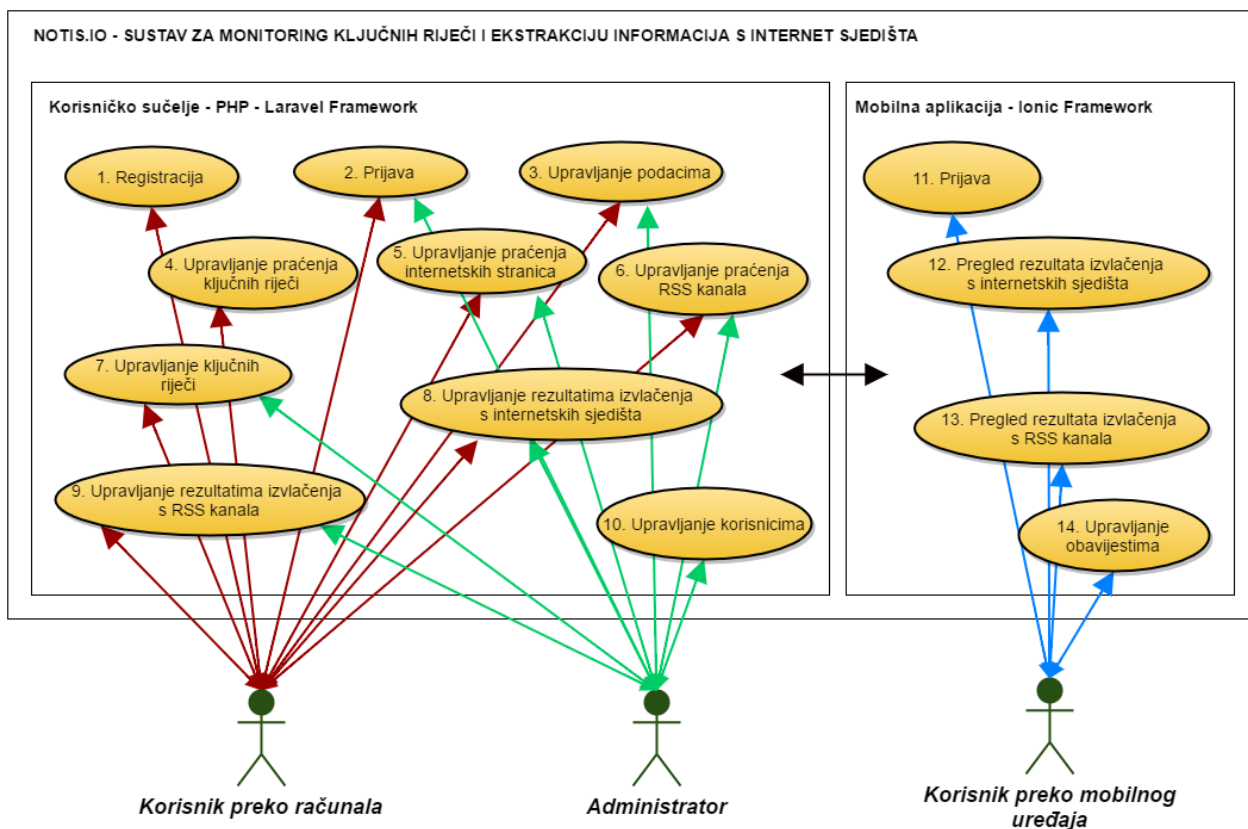 NOTIS.IO - SUSTAV ZA MONITORING KLJUČNIH RIJEČI I EKSTRAKCIJU INFORMACIJA S INTERNET SJEDIŠTA
Korisničko sučelje - PHP - Laravel Framework
Mobilna aplikacija - Ionic Framework
1. Registracija
2. Prijava
3. Upravljanje podacima
4. Upravljanje praćenja
ključnih riječi
5. Upravljanje praćenja
internetskih stranica
6. Upravljanje praćenja
RSS kanala
7. Upravljanje ključnih
riječi
8. Upravljanje rezultatima izvlačenja
s internetskih sjedišta
9. Upravljanje rezultatima izvlačenja
s RSS kanala
10. Upravljanje korisnicima
11. Prijava
12. Pregled rezultata izvlačenja
s internetskih sjedišta
13. Pregled rezultata izvlačenja
s RSS kanala
14. Upravljanje
obavijestima
Korisnik preko računala
Administrator
Korisnik preko mobilnog
uređaja